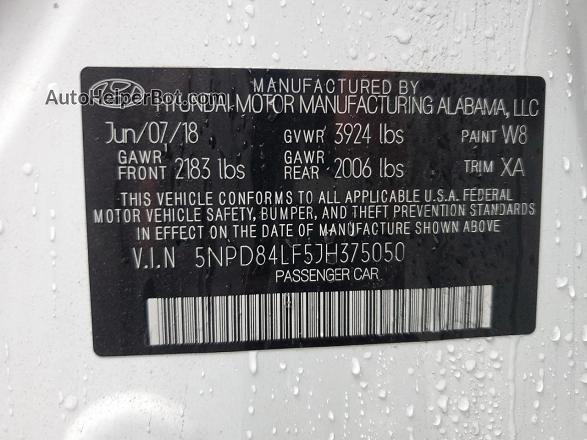 AutoHelperBot.com
MANUFACTURED BY
HYUNDAI MOTOR MANUFACTURING ALABAMA, LLC
Jun/07/18 GVWR 3924 lbs PAINT W8
GAWR FRONT 2183 lbs GAWR REAR 2006 lbs TRIM XA
THIS VEHICLE CONFORMS TO ALL APPLICABLE U.S.A. FEDERAL
MOTOR VEHICLE SAFETY, BUMPER, AND THEFT PREVENTION STANDARDS
IN EFFECT ON THE DATE OF MANUFACTURE SHOWN ABOVE.
V.I.N 5NPD84LF5JH375050
PASSENGER CAR